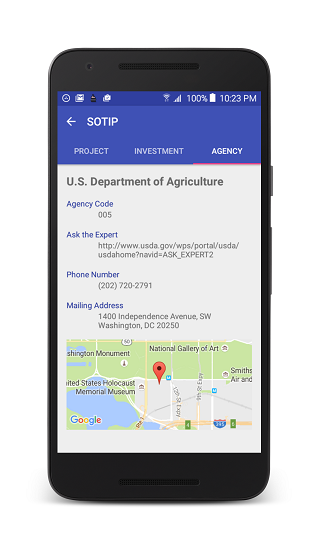 100% 10:23 PM
SOTIP
PROJECT INVESTMENT AGENCY
U.S. Department of Agriculture
Agency Code
005
Ask the Expert
http://www.usda.gov/wps/portal/usda/
usdahome?navid=ASK_EXPERT2
Phone Number
(202) 720-2791
Mailing Address
1400 Independence Avenue, SW
Washington, DC 20250
50
National Gallery of Art
shington Monument
Smiths
Air and
ited States Holocaust
Memorial Museum
12th St Expy
9th St Expy
Google
395